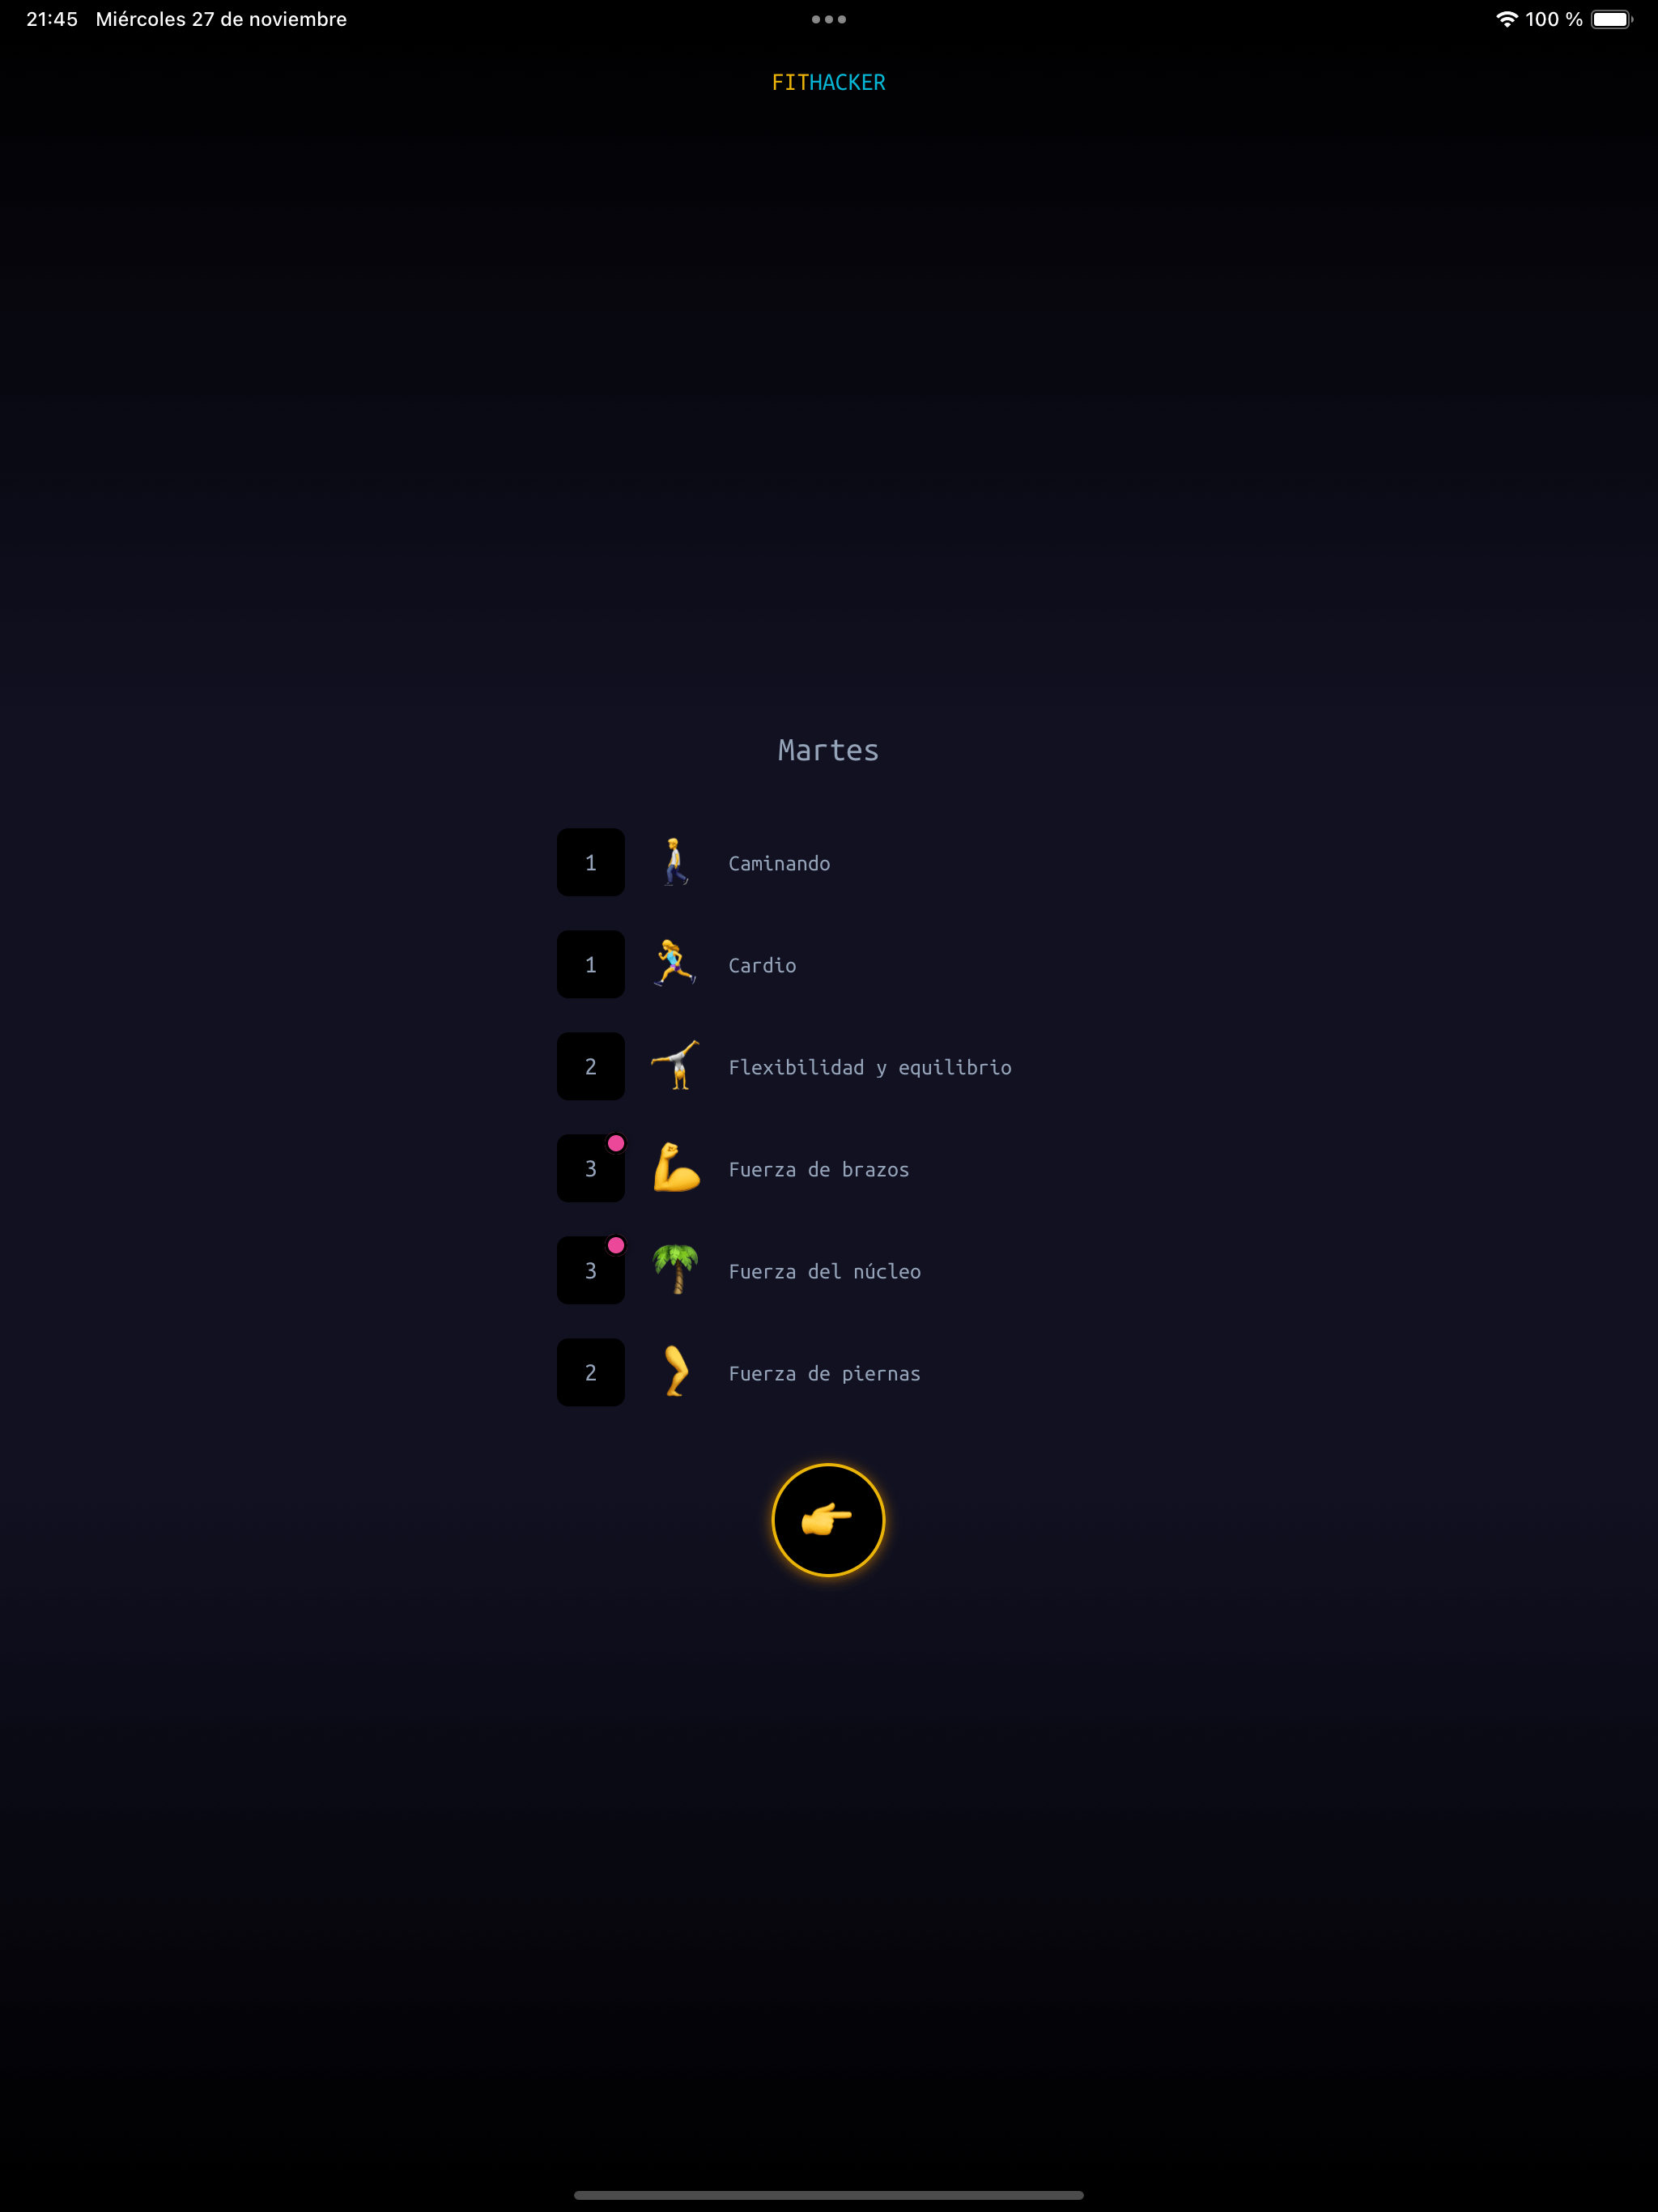 21:45 Miércoles 27 de noviembre
100 %
FITHACKER
Martes
1 Caminando
1 Cardio
2 Flexibilidad y equilibrio
3 Fuerza de brazos
3 Fuerza del núcleo
2 Fuerza de piernas